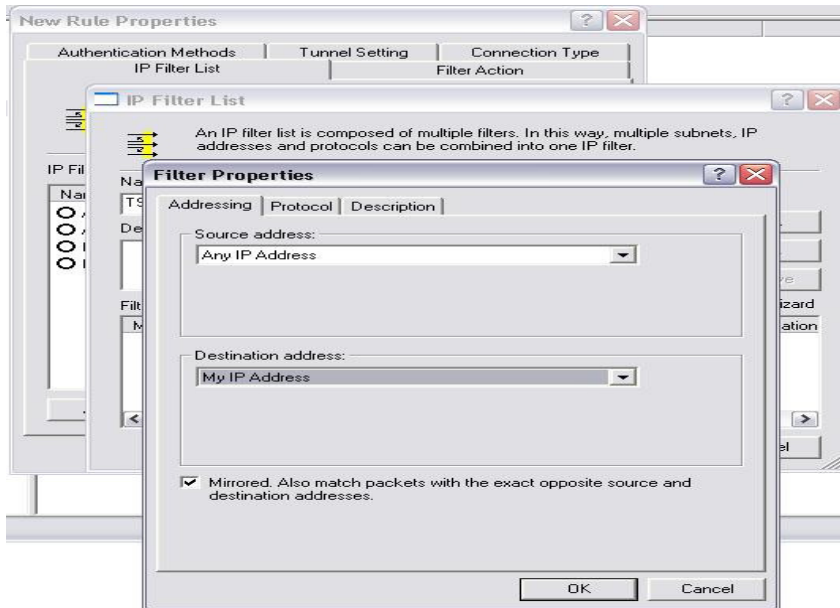 New Rule Properties
Authentication Methods
Tunnel Setting
Connection Type
IP Filter List
Filter Action
IP Filter List
An IP filter list is composed of multiple filters. In this way, multiple subnets, IP
addresses and protocols can be combined into one IP filter.
Filter Properties
Addressing
Protocol
Description
Source address:
Any IP Address
Destination address:
My IP Address
Mirrored. Also match packets with the exact opposite source and
destination addresses.
OK
Cancel